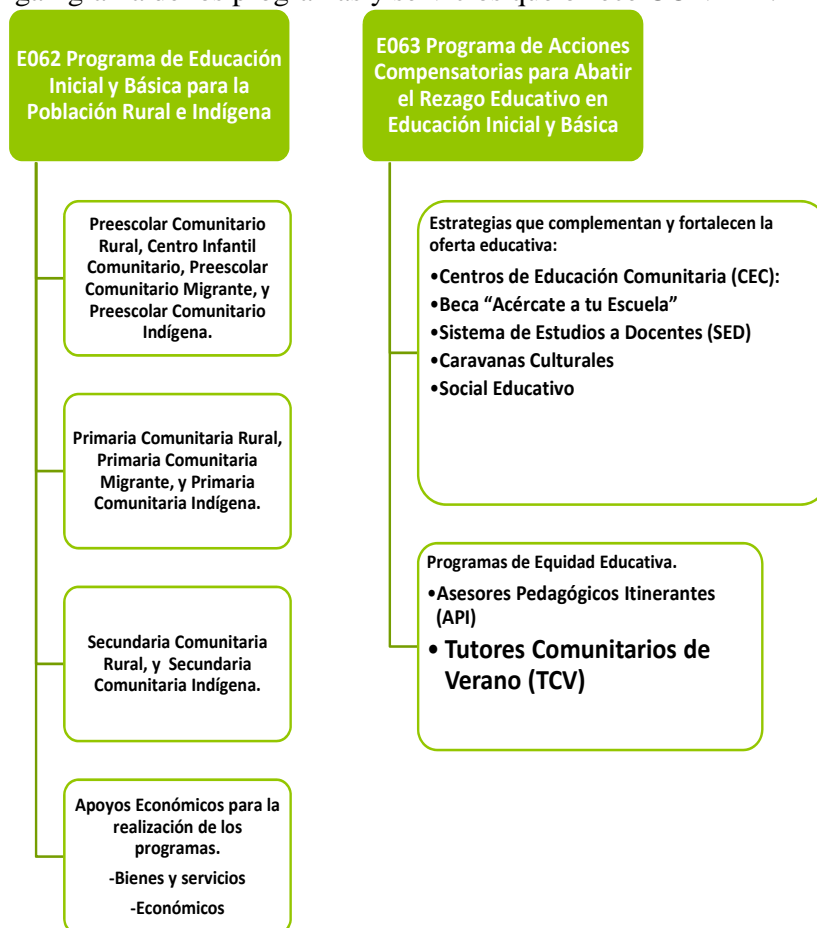 E062 Programa de Educación
Inicial y Básica para la
Población Rural e Indígena
Preescolar Comunitario
Rural, Centro Infantil
Comunitario, Preescolar
Comunitario Migrante, y
Preescolar Comunitario
Indígena.
Primaria Comunitaria Rural,
Primaria Comunitaria
Migrante, y Primaria
Comunitaria Indígena.
Secundaria Comunitaria
Rural, y Secundaria
Comunitaria Indígena.
Apoyos Económicos para la
realización de los
programas.
-Bienes y servicios
-Económicos
E063 Programa de Acciones
Compensatorias para Abatir
el Rezago Educativo en
Educación Inicial y Básica
Estrategias que complementan y fortalecen la
oferta educativa:
•Centros de Educación Comunitaria (CEC):
•Beca “Acércate a tu Escuela”
•Sistema de Estudios a Docentes (SED)
•Caravanas Culturales
•Social Educativo
Programas de Equidad Educativa.
•Asesores Pedagógicos Itinerantes
(API)
• Tutores Comunitarios de
Verano (TCV)